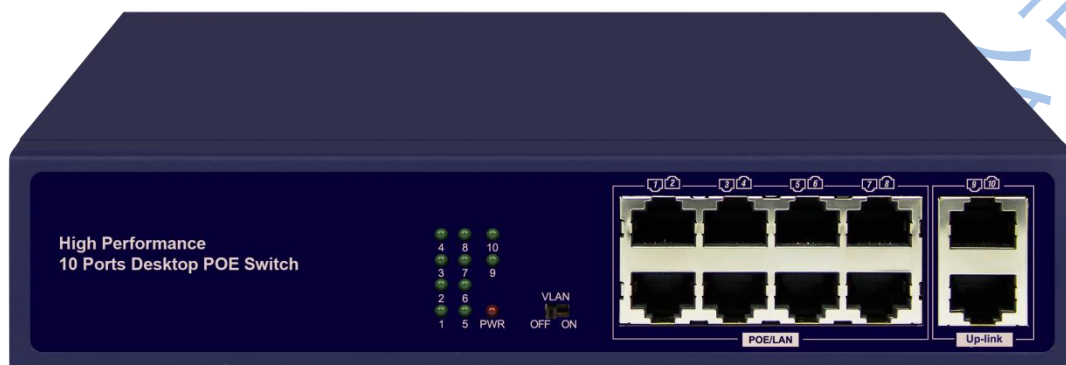 High Performance
10 Ports Desktop POE Switch
4 8 10
3 7 9
2 6
1 5 PWR
VLAN
OFF ON
1 2 3 4 5 6 7 8 9 10
POE/LAN
Up-link